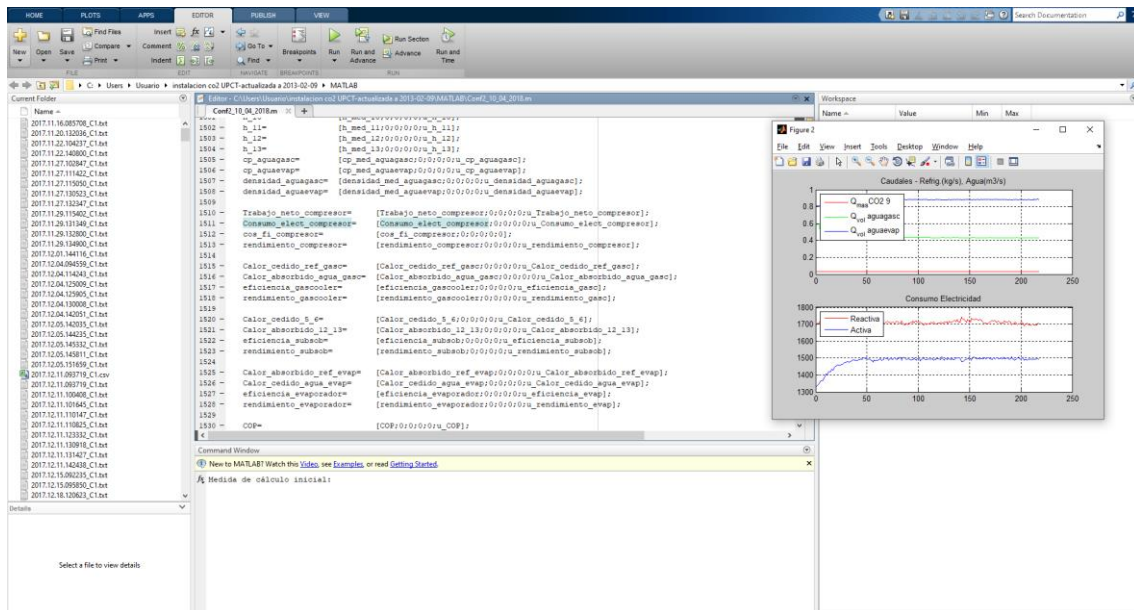 HOME PLOTS APPS EDITOR PUBLISH VIEW
Search Documentation
New Open Save Find Files Compare Print
Insert Comment Indent
Go To Find
Breakpoints
Run Run and Advance Run Section Advance Run and Time
FILE EDIT NAVIGATE BREAKPOINTS RUN
C: Users Usuario instalacion co2 UPCT-actualizada a 2013-02-09 MATLAB
Current Folder
Name
2017.11.16.085708_C1.txt
2017.11.20.132036_C1.txt
2017.11.22.104237_C1.txt
2017.11.22.140800_C1.txt
2017.11.27.102847_C1.txt
2017.11.27.111422_C1.txt
2017.11.27.115050_C1.txt
2017.11.27.130523_C1.txt
2017.11.27.132347_C1.txt
2017.11.29.115402_C1.txt
2017.11.29.131349_C1.txt
2017.11.29.132800_C1.txt
2017.11.29.134900_C1.txt
2017.12.01.144116_C1.txt
2017.12.04.094559_C1.txt
2017.12.04.114243_C1.txt
2017.12.04.125009_C1.txt
2017.12.04.125905_C1.txt
2017.12.04.130008_C1.txt
2017.12.04.142051_C1.txt
2017.12.05.142035_C1.txt
2017.12.05.144235_C1.txt
2017.12.05.145332_C1.txt
2017.12.05.145811_C1.txt
2017.12.05.151659_C1.txt
2017.12.11.093719_C1.csv
2017.12.11.093719_C1.txt
2017.12.11.100408_C1.txt
2017.12.11.101645_C1.txt
2017.12.11.110147_C1.txt
2017.12.11.110825_C1.txt
2017.12.11.123332_C1.txt
2017.12.11.130918_C1.txt
2017.12.11.131427_C1.txt
2017.12.11.142438_C1.txt
2017.12.15.092235_C1.txt
2017.12.15.095850_C1.txt
2017.12.18.120623_C1.txt
Details
Select a file to view details
Editor - C:\Users\Usuario\instalacion co2 UPCT-actualizada a 2013-02-09\MATLAB\Conf2_10_04_2018.m
Conf2_10_04_2018.m
1502 - h_11= [h_med_11;0;0;0;0;u_h_11];
1503 - h_12= [h_med_12;0;0;0;0;u_h_12];
1504 - h_13= [h_med_13;0;0;0;0;u_h_13];
1505 - cp_aguagasc= [cp_med_aguagasc;0;0;0;0;u_cp_aguagasc];
1506 - cp_aguaevap= [cp_med_aguaevap;0;0;0;0;u_cp_aguaevap];
1507 - densidad_aguagasc= [densidad_med_aguagasc;0;0;0;0;u_densidad_aguagasc];
1508 - densidad_aguaevap= [densidad_med_aguaevap;0;0;0;0;u_densidad_aguaevap];
1509
1510 - Trabajo_neto_compresor= [Trabajo_neto_compresor;0;0;0;0;u_Trabajo_neto_compresor];
1511 - Consumo_elect_compresor= [Consumo_elect_compresor;0;0;0;0;u_Consumo_elect_compresor];
1512 - cos_fi_compresor= [cos_fi_compresor;0;0;0;0;0];
1513 - rendimiento_compresor= [rendimiento_compresor;0;0;0;0;u_rendimiento_compresor];
1514
1515 - Calor_cedido_ref_gasc= [Calor_cedido_ref_gasc;0;0;0;0;u_Calor_cedido_ref_gasc];
1516 - Calor_absorbido_agua_gasc= [Calor_absorbido_agua_gasc;0;0;0;0;u_Calor_absorbido_agua_gasc];
1517 - eficiencia_gascooler= [eficiencia_gascooler;0;0;0;0;u_eficiencia_gasc];
1518 - rendimiento_gascooler= [rendimiento_gascooler;0;0;0;0;u_rendimiento_gasc];
1519
1520 - Calor_cedido_5_6= [Calor_cedido_5_6;0;0;0;0;u_Calor_cedido_5_6];
1521 - Calor_absorbido_12_13= [Calor_absorbido_12_13;0;0;0;0;u_Calor_absorbido_12_13];
1522 - eficiencia_subsob= [eficiencia_subsob;0;0;0;0;u_eficiencia_subsob];
1523 - rendimiento_subsob= [rendimiento_subsob;0;0;0;0;u_rendimiento_subsob];
1524
1525 - Calor_absorbido_ref_evap= [Calor_absorbido_ref_evap;0;0;0;0;u_Calor_absorbido_ref_evap];
1526 - Calor_cedido_agua_evap= [Calor_cedido_agua_evap;0;0;0;0;u_Calor_cedido_agua_evap];
1527 - eficiencia_evaporador= [eficiencia_evaporador;0;0;0;0;u_eficiencia_evap];
1528 - rendimiento_evaporador= [rendimiento_evaporador;0;0;0;0;u_rendimiento_evap];
1529
1530 - COP= [COP;0;0;0;0;u_COP];
Command Window
New to MATLAB? Watch this Video, see Examples, or read Getting Started.
fx Medida de cálculo inicial:
Workspace
Name Value Min Max
Figure 2
File Edit View Insert Tools Desktop Window Help
Caudales - Refrig.(kg/s), Agua(m3/s)
1
0.8
0.6
0.4
0.2
0
Q mas CO2 9
Q vol aguagasc
Q vol aguaevap
0 50 100 150 200 250
Consumo Electricidad
1800
1700
1600
1500
1400
1300
Reactiva
Activa
0 50 100 150 200 250